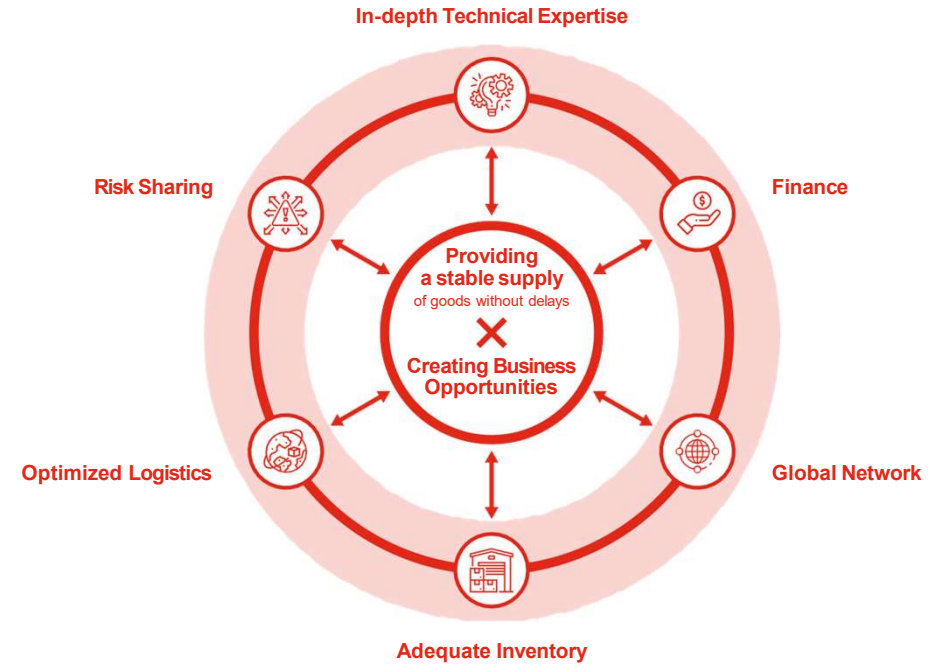 In-depth Technical Expertise
Risk Sharing
Finance
Providing
a stable supply
of goods without delays
Creating Business
Opportunities
Optimized Logistics
Global Network
Adequate Inventory